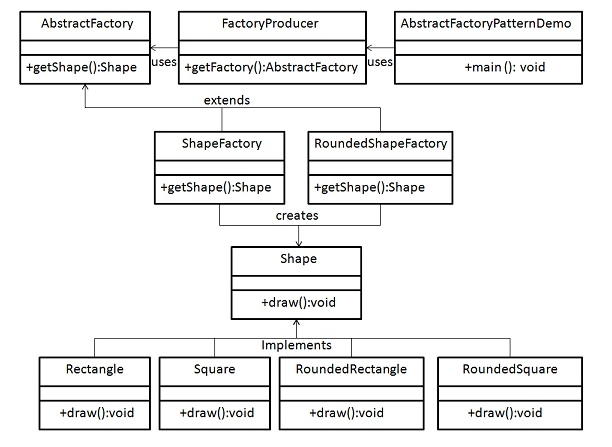 AbstractFactory
+getShape():Shape
uses
FactoryProducer
+getFactory():AbstractFactory
uses
AbstractFactoryPatternDemo
+main(): void
extends
ShapeFactory
+getShape():Shape
RoundedShapeFactory
+getShape():Shape
creates
Shape
+draw():void
Implements
Rectangle
+draw():void
Square
+draw():void
RoundedRectangle
+draw():void
RoundedSquare
+draw():void